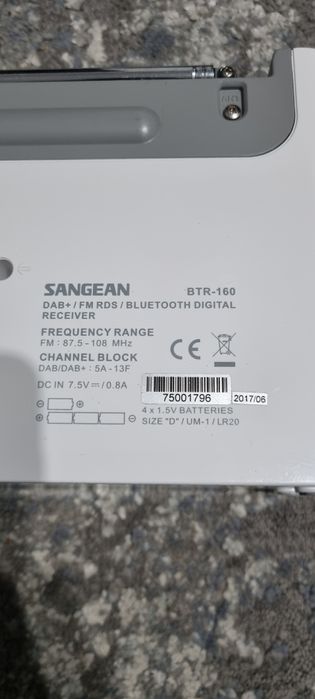 ANT
SANGEAN BTR-160
DAB+ / FM RDS / BLUETOOTH DIGITAL
RECEIVER
FREQUENCY RANGE
FM : 87.5 - 108 MHz
CHANNEL BLOCK
DAB/DAB+ : 5A - 13F
DC IN 7.5V ⎓ / 0.8A
CE
75001796
2017/06
4 x 1.5V BATTERIES
SIZE "D" / UM-1 / LR20